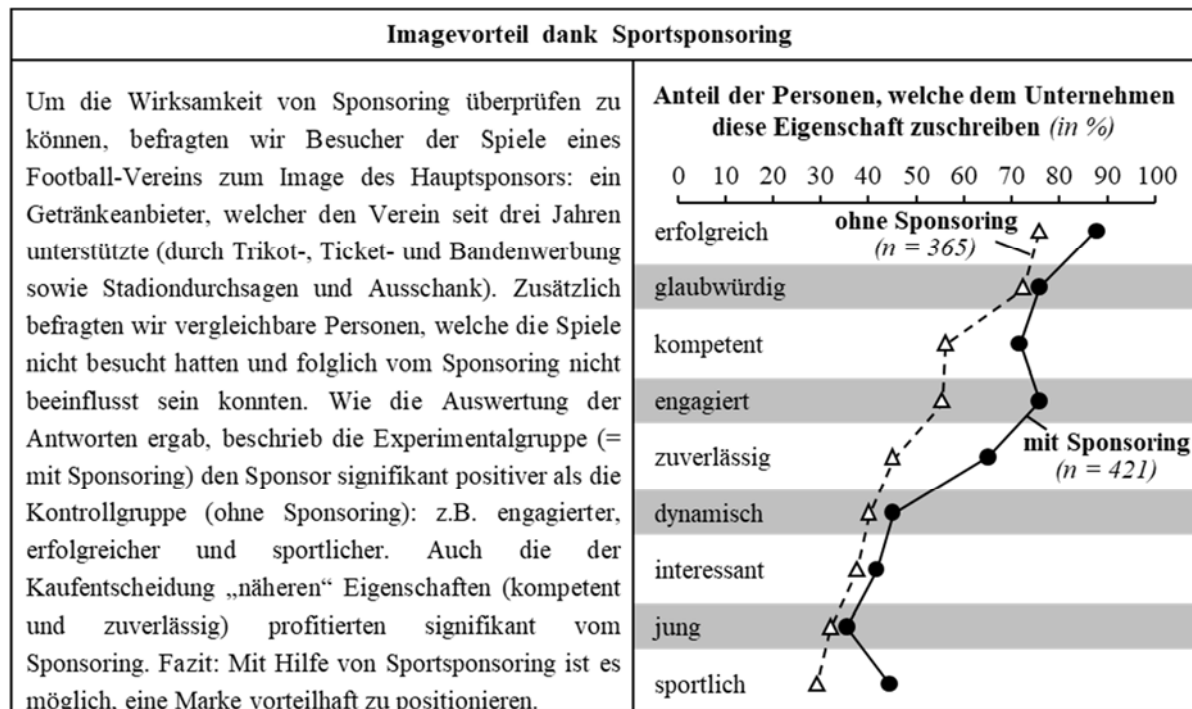 Imagevorteil dank Sportsponsoring
Um die Wirksamkeit von Sponsoring überprüfen zu
können, befragten wir Besucher der Spiele eines
Football-Vereins zum Image des Hauptsponsors: ein
Getränkeanbieter, welcher den Verein seit drei Jahren
unterstützte (durch Trikot-, Ticket- und Bandenwerbung
sowie Stadiondurchsagen und Ausschank). Zusätzlich
befragten wir vergleichbare Personen, welche die Spiele
nicht besucht hatten und folglich vom Sponsoring nicht
beeinflusst sein konnten. Wie die Auswertung der
Antworten ergab, beschrieb die Experimentalgruppe (=
mit Sponsoring) den Sponsor signifikant positiver als die
Kontrollgruppe (ohne Sponsoring): z.B. engagierter,
erfolgreicher und sportlicher. Auch die der
Kaufentscheidung „näheren“ Eigenschaften (kompetent
und zuverlässig) profitierten signifikant vom
Sponsoring. Fazit: Mit Hilfe von Sportsponsoring ist es
möglich, eine Marke vorteilhaft zu positionieren.
Anteil der Personen, welche dem Unternehmen
diese Eigenschaft zuschreiben (in %)
0 10 20 30 40 50 60 70 80 90 100
ohne Sponsoring
(n = 365)
erfolgreich
glaubwürdig
kompetent
engagiert
mit Sponsoring
(n = 421)
zuverlässig
dynamisch
interessant
jung
sportlich